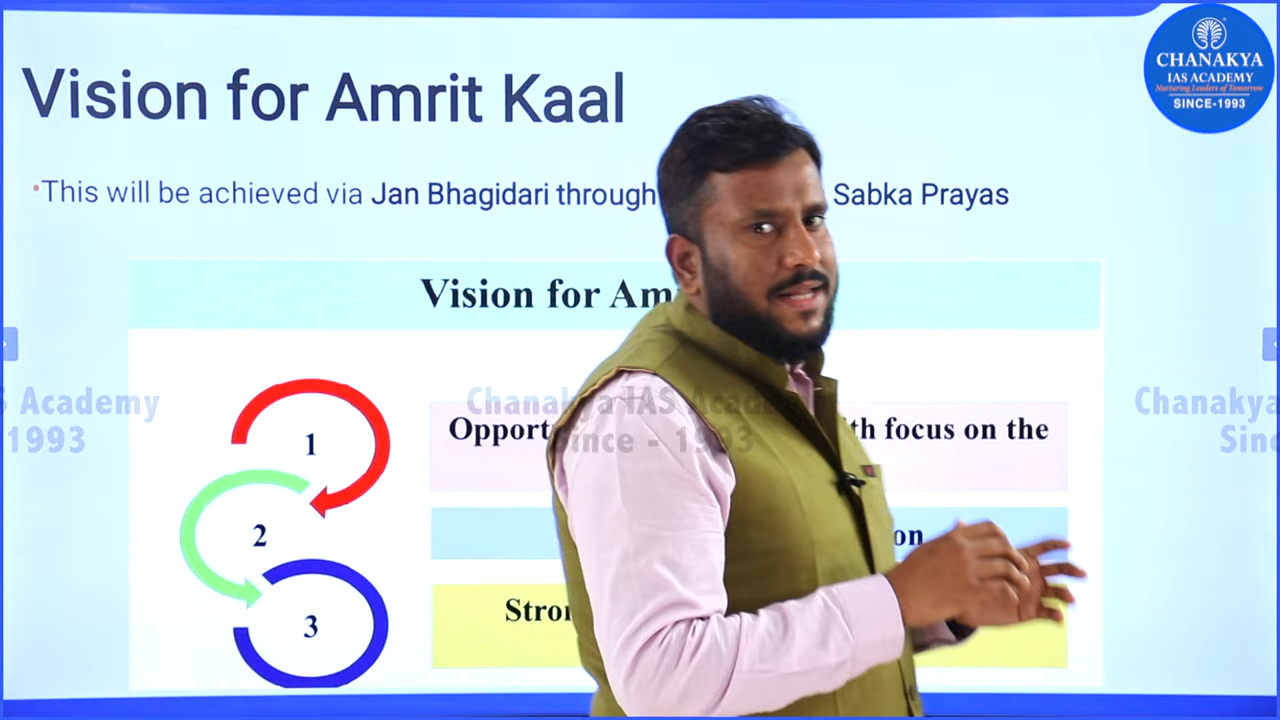 Vision for Amrit Kaal
CHANAKYA
IAS ACADEMY
Nurturing Leaders of Tomorrow
SINCE-1993
•This will be achieved via Jan Bhagidari through Sabka Prayas
Vision for Am
1
Opport th focus on the
2
on
3
Stron
S Academy
1993
Chanakya IAS Academy
Since - 1993
Chanakya
Sinc